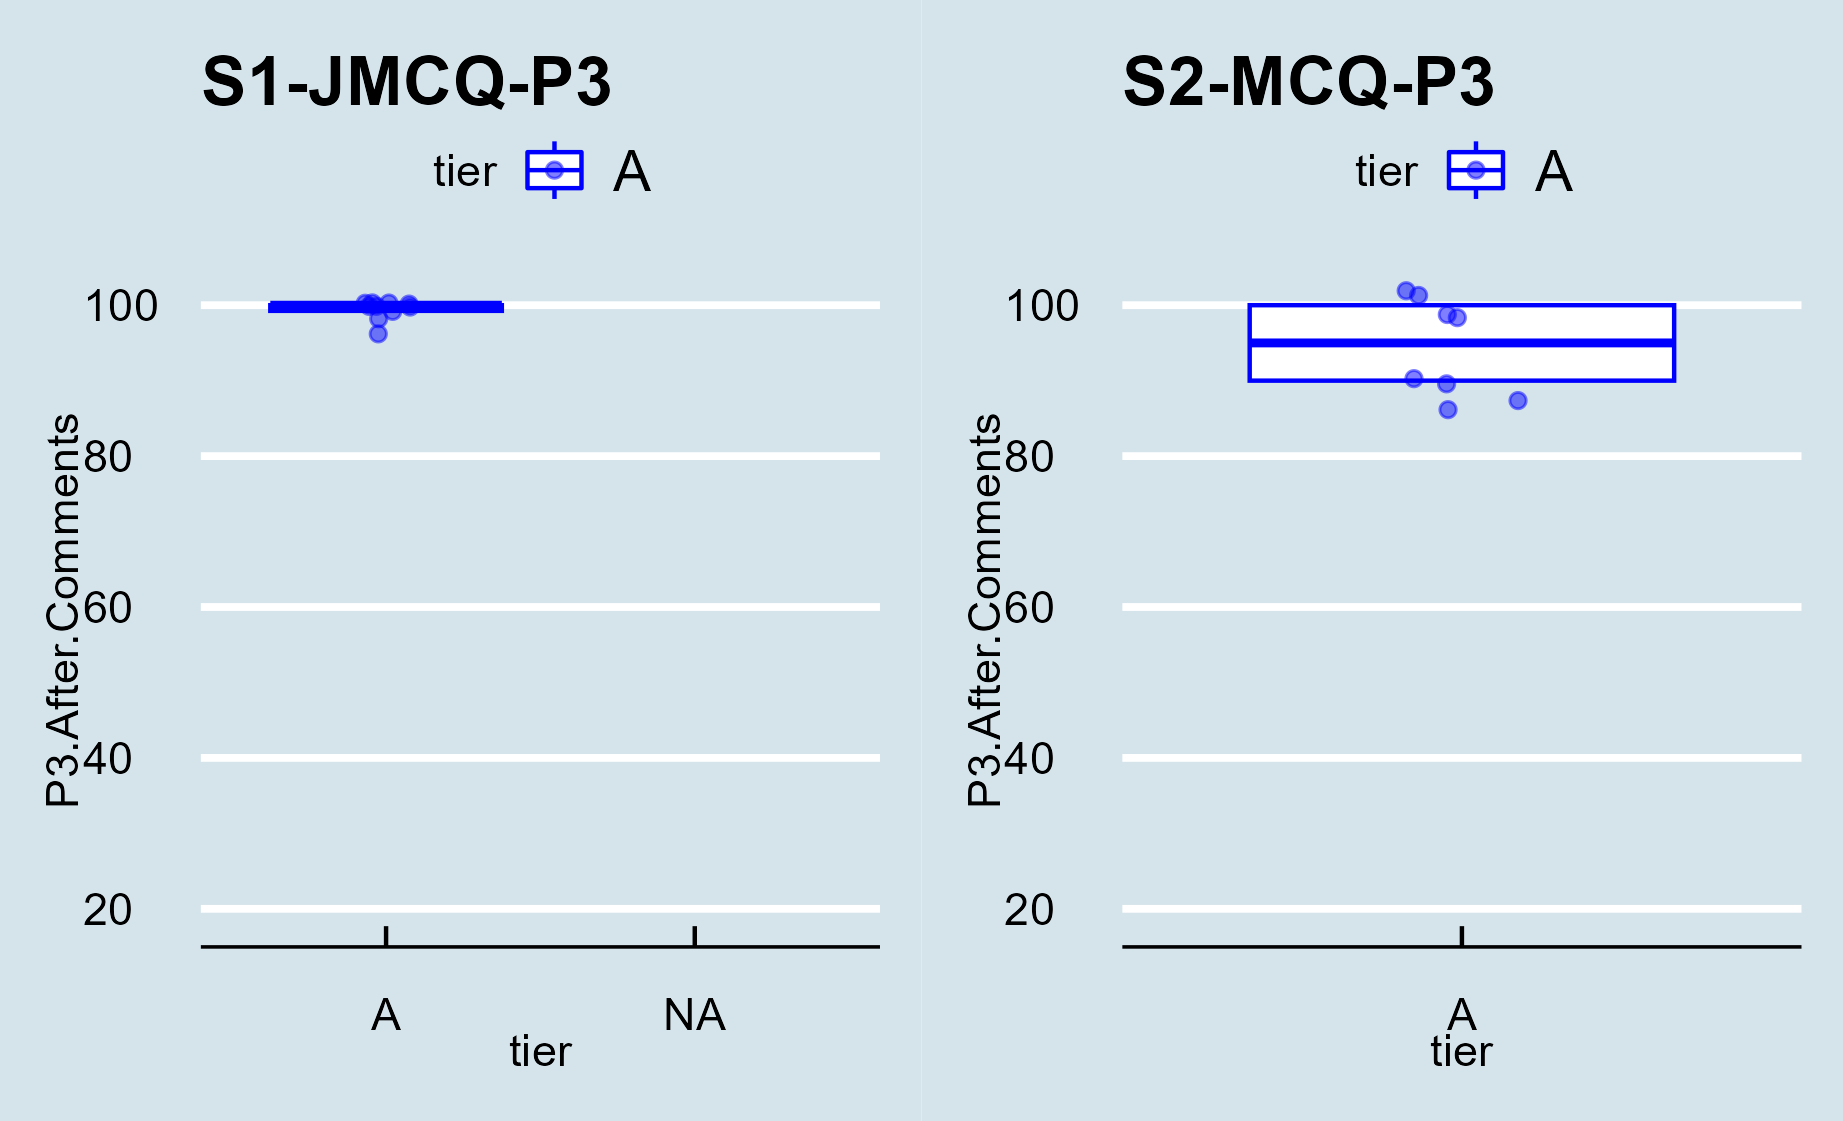 S1-JMCQ-P3
tier A
P3.After.Comments
100
80
60
40
20
A NA
tier
S2-MCQ-P3
tier A
P3.After.Comments
100
80
60
40
20
A
tier